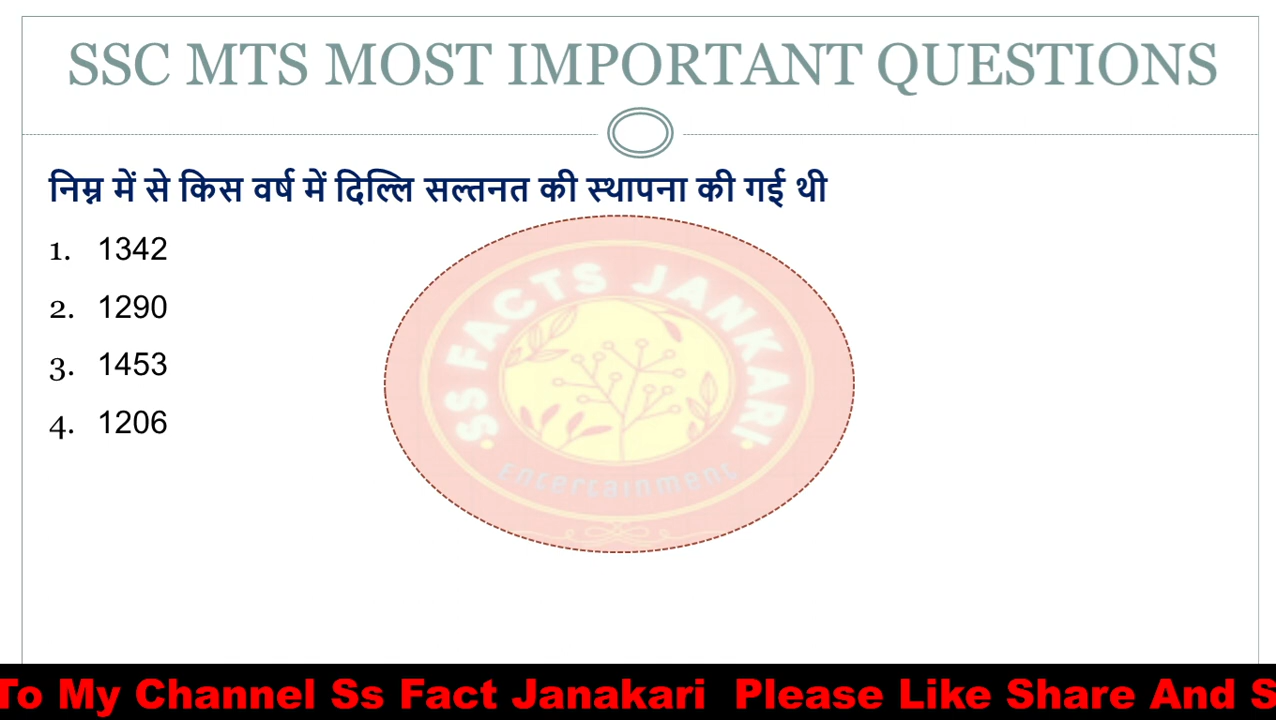 SSC MTS MOST IMPORTANT QUESTIONS
निम्न में से किस वर्ष में दिल्लि सल्तनत की स्थापना की गई थी
1. 1342
2. 1290
3. 1453
4. 1206
SS FACTS JANKARI
Entertainment
To My Channel Ss Fact Janakari Please Like Share And S